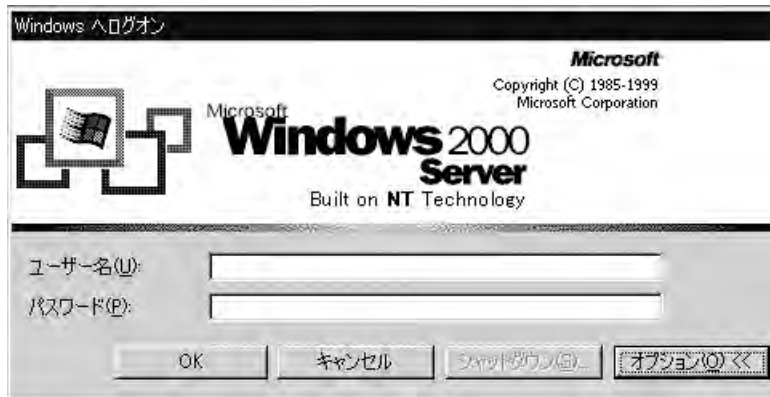 Windows へログオン
Microsoft
Copyright (C) 1985-1999
Microsoft Corporation
Microsoft
Windows 2000
Server
Built on NT Technology
ユーザー名(U):
パスワード(P):
OK キャンセル シャットダウン(S)... オプション(O) <<